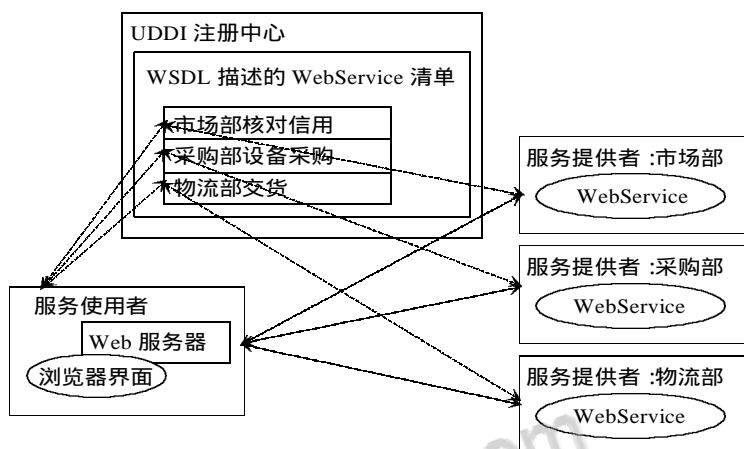 UDDI 注册中心
WSDL 描述的 WebService 清单
市场部核对信用
采购部设备采购
物流部交货
服务提供者:市场部
WebService
服务提供者:采购部
WebService
服务提供者:物流部
WebService
服务使用者
Web 服务器
浏览器界面